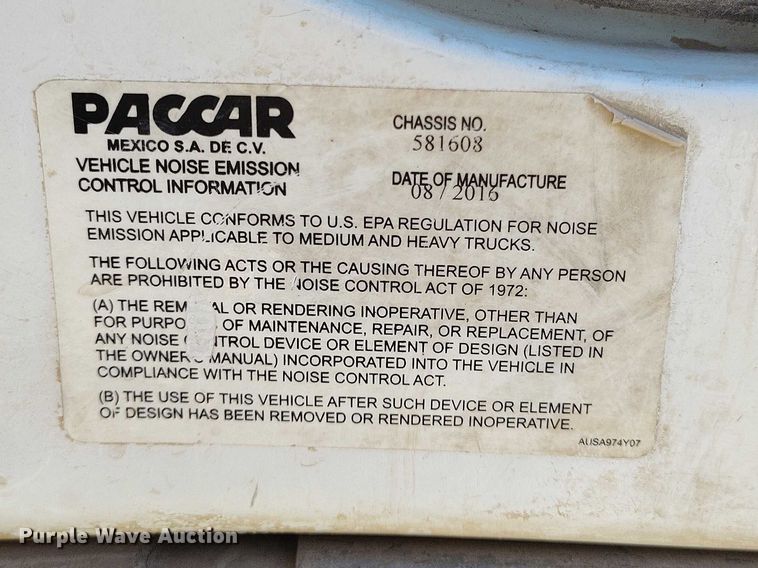 PACCAR
MEXICO S.A. DE C.V.
VEHICLE NOISE EMISSION
CONTROL INFORMATION
CHASSIS NO.
581608
DATE OF MANUFACTURE
08/2015
THIS VEHICLE CONFORMS TO U.S. EPA REGULATION FOR NOISE
EMISSION APPLICABLE TO MEDIUM AND HEAVY TRUCKS.
THE FOLLOWING ACTS OR THE CAUSING THEREOF BY ANY PERSON
ARE PROHIBITED BY THE NOISE CONTROL ACT OF 1972:
(A) THE REMOVAL OR RENDERING INOPERATIVE, OTHER THAN
FOR PURPOSES OF MAINTENANCE, REPAIR, OR REPLACEMENT, OF
ANY NOISE CONTROL DEVICE OR ELEMENT OF DESIGN (LISTED IN
THE OWNER'S MANUAL) INCORPORATED INTO THE VEHICLE IN
COMPLIANCE WITH THE NOISE CONTROL ACT.
(B) THE USE OF THIS VEHICLE AFTER SUCH DEVICE OR ELEMENT
OF DESIGN HAS BEEN REMOVED OR RENDERED INOPERATIVE.
AUSA974Y07
Purple Wave Auction